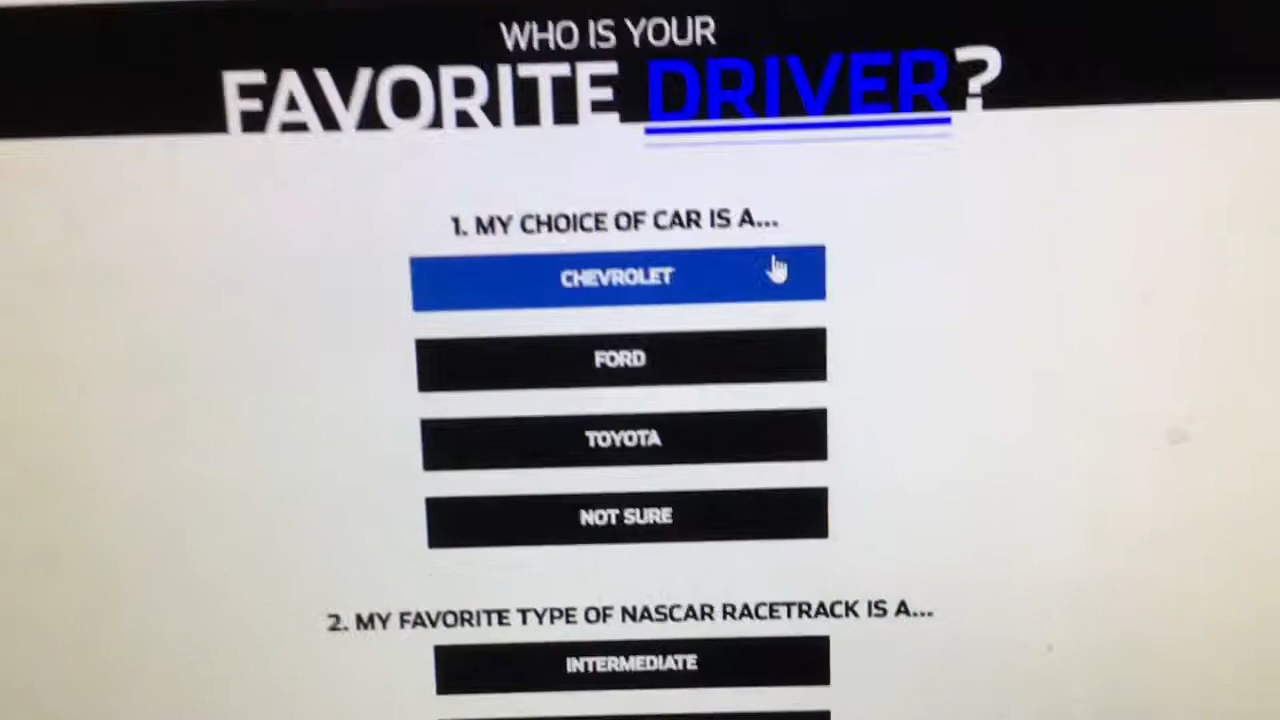 WHO IS YOUR
FAVORITE DRIVER?
1. MY CHOICE OF CAR IS A...
CHEVROLET
FORD
TOYOTA
NOT SURE
2. MY FAVORITE TYPE OF NASCAR RACETRACK IS A...
INTERMEDIATE